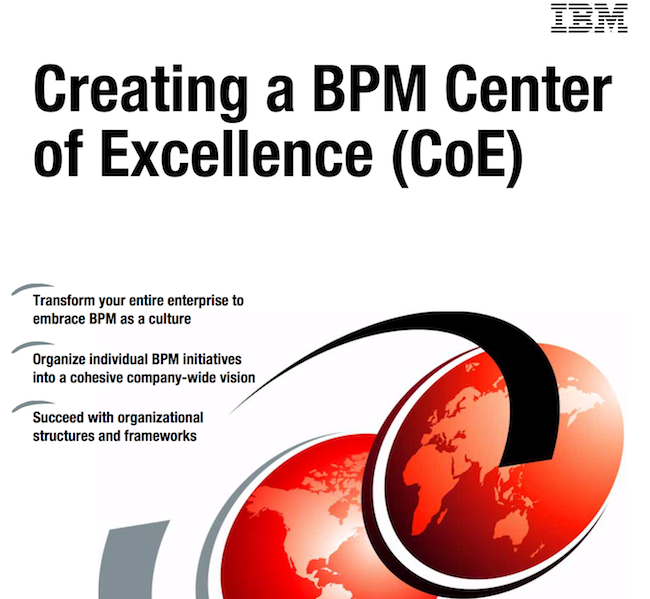 IBM
Creating a BPM Center
of Excellence (CoE)
Transform your entire enterprise to
embrace BPM as a culture
Organize individual BPM initiatives
into a cohesive company-wide vision
Succeed with organizational
structures and frameworks